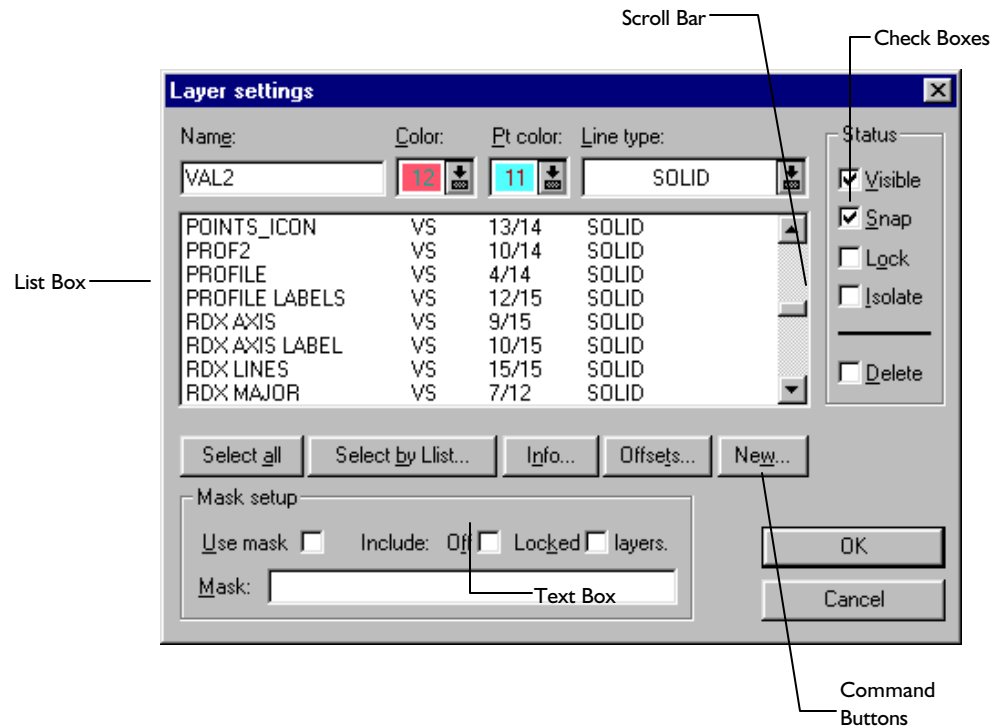 Scroll Bar
Check Boxes
Layer settings
Name: Color: Pt color: Line type: Status
VAL2 12 11 SOLID Visible
Snap
Lock
Isolate
Delete
List Box
POINTS_ICON VS 13/14 SOLID
PROF2 VS 10/14 SOLID
PROFILE VS 4/14 SOLID
PROFILE LABELS VS 12/15 SOLID
RDX AXIS VS 9/15 SOLID
RDX AXIS LABEL VS 10/15 SOLID
RDX LINES VS 15/15 SOLID
RDX MAJOR VS 7/12 SOLID
Select all Select by Llist... Info... Offsets... New...
Mask setup
Use mask Include: Off Locked layers.
Mask:
Text Box
OK
Cancel
Command
Buttons